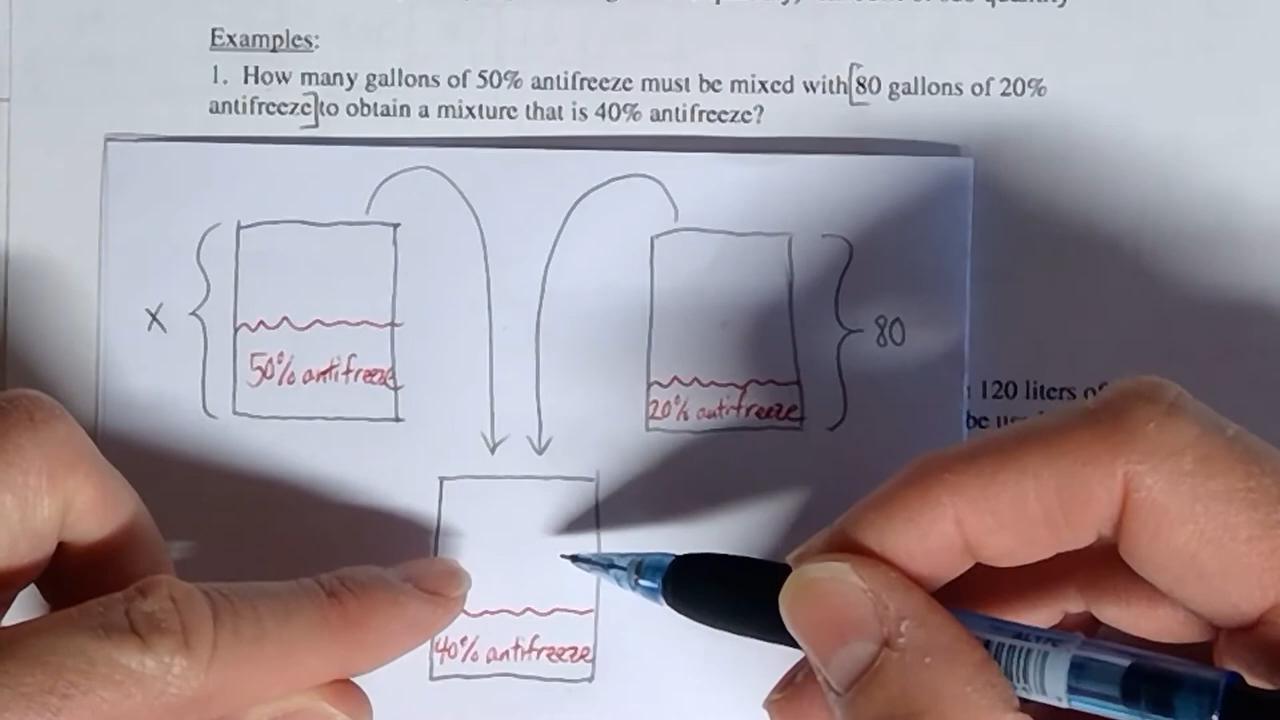 Examples:
1. How many gallons of 50% antifreeze must be mixed with [80 gallons of 20%
antifreeze] to obtain a mixture that is 40% antifreeze?
X
50% antifreeze
20% antifreeze
80
120 liters
be
40% antifreeze